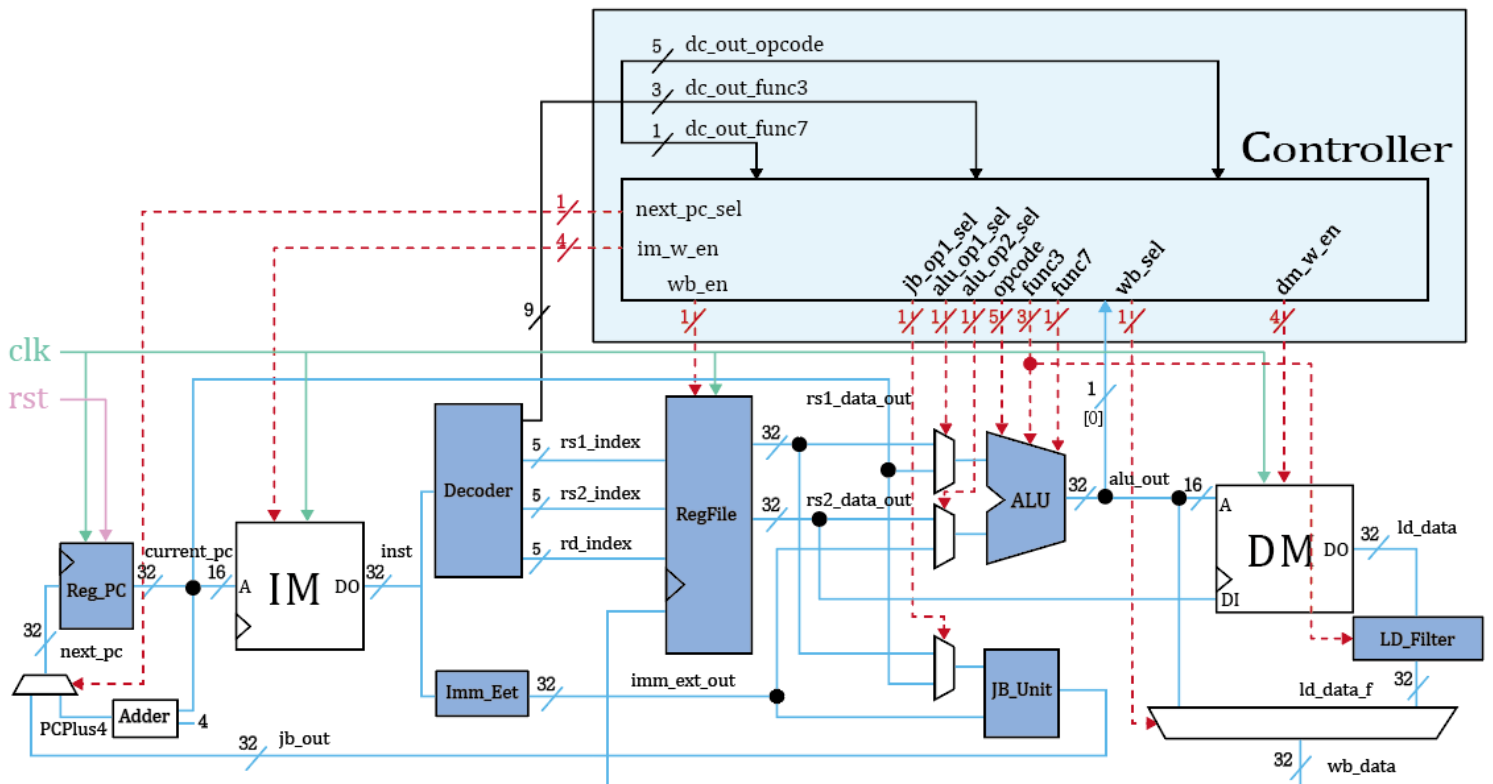 5 dc_out_opcode
3 dc_out_func3
1 dc_out_func7
Controller
1 next_pc_sel
4 im_w_en
wb_en
jb_op1_sel
alu_op1_sel
alu_op2_sel
opcode
func3
func7
wb_sel
dm_w_en
1
1
1
1
5
3
1
1
4
9
clk
rst
1
[0]
rs1_data_out
32
rs2_data_out
32
Decoder
5 rs1_index
5 rs2_index
5 rd_index
RegFile
ALU
32
alu_out
16
A
DM
DO
DI
32
ld_data
Reg_PC
current_pc
32
16
A
IM
DO
inst
32
32
next_pc
LD_Filter
Imm_Eet
32
imm_ext_out
JB_Unit
ld_data_f
32
Adder
4
PCPlus4
32
jb_out
32
wb_data